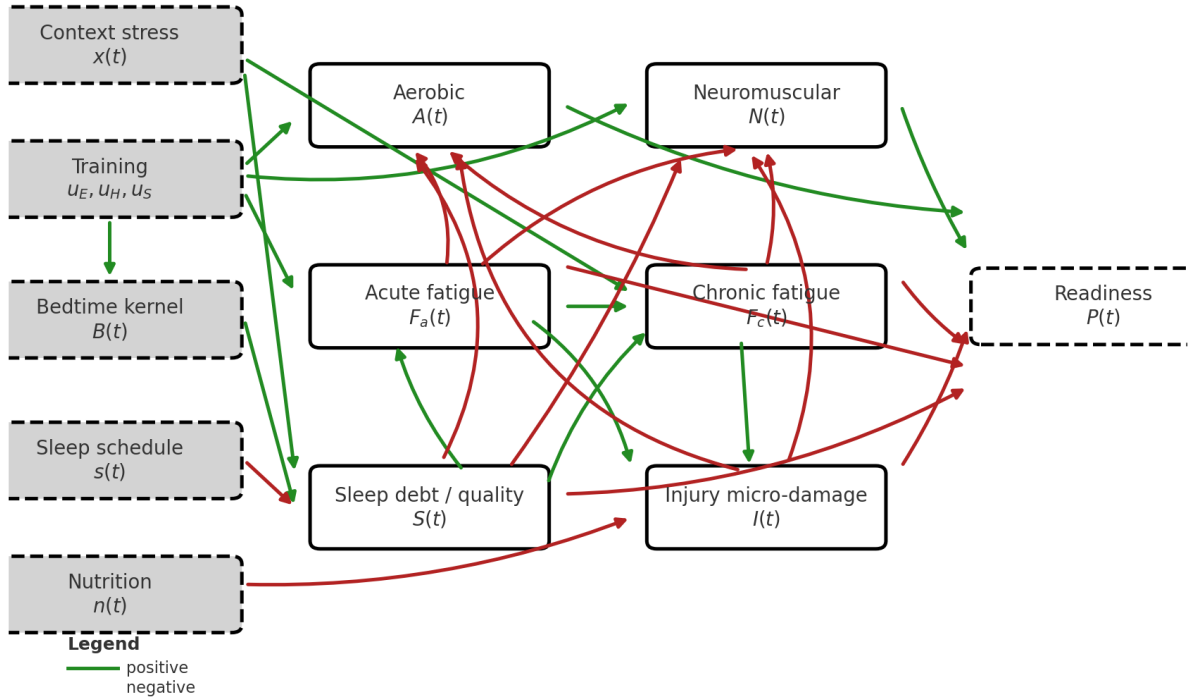 Context stress
x(t)
Training
u_E, u_H, u_S
Bedtime kernel
B(t)
Sleep schedule
s(t)
Nutrition
n(t)
Aerobic
A(t)
Neuromuscular
N(t)
Acute fatigue
F_a(t)
Chronic fatigue
F_c(t)
Sleep debt / quality
S(t)
Injury micro-damage
I(t)
Readiness
P(t)
Legend
positive
negative